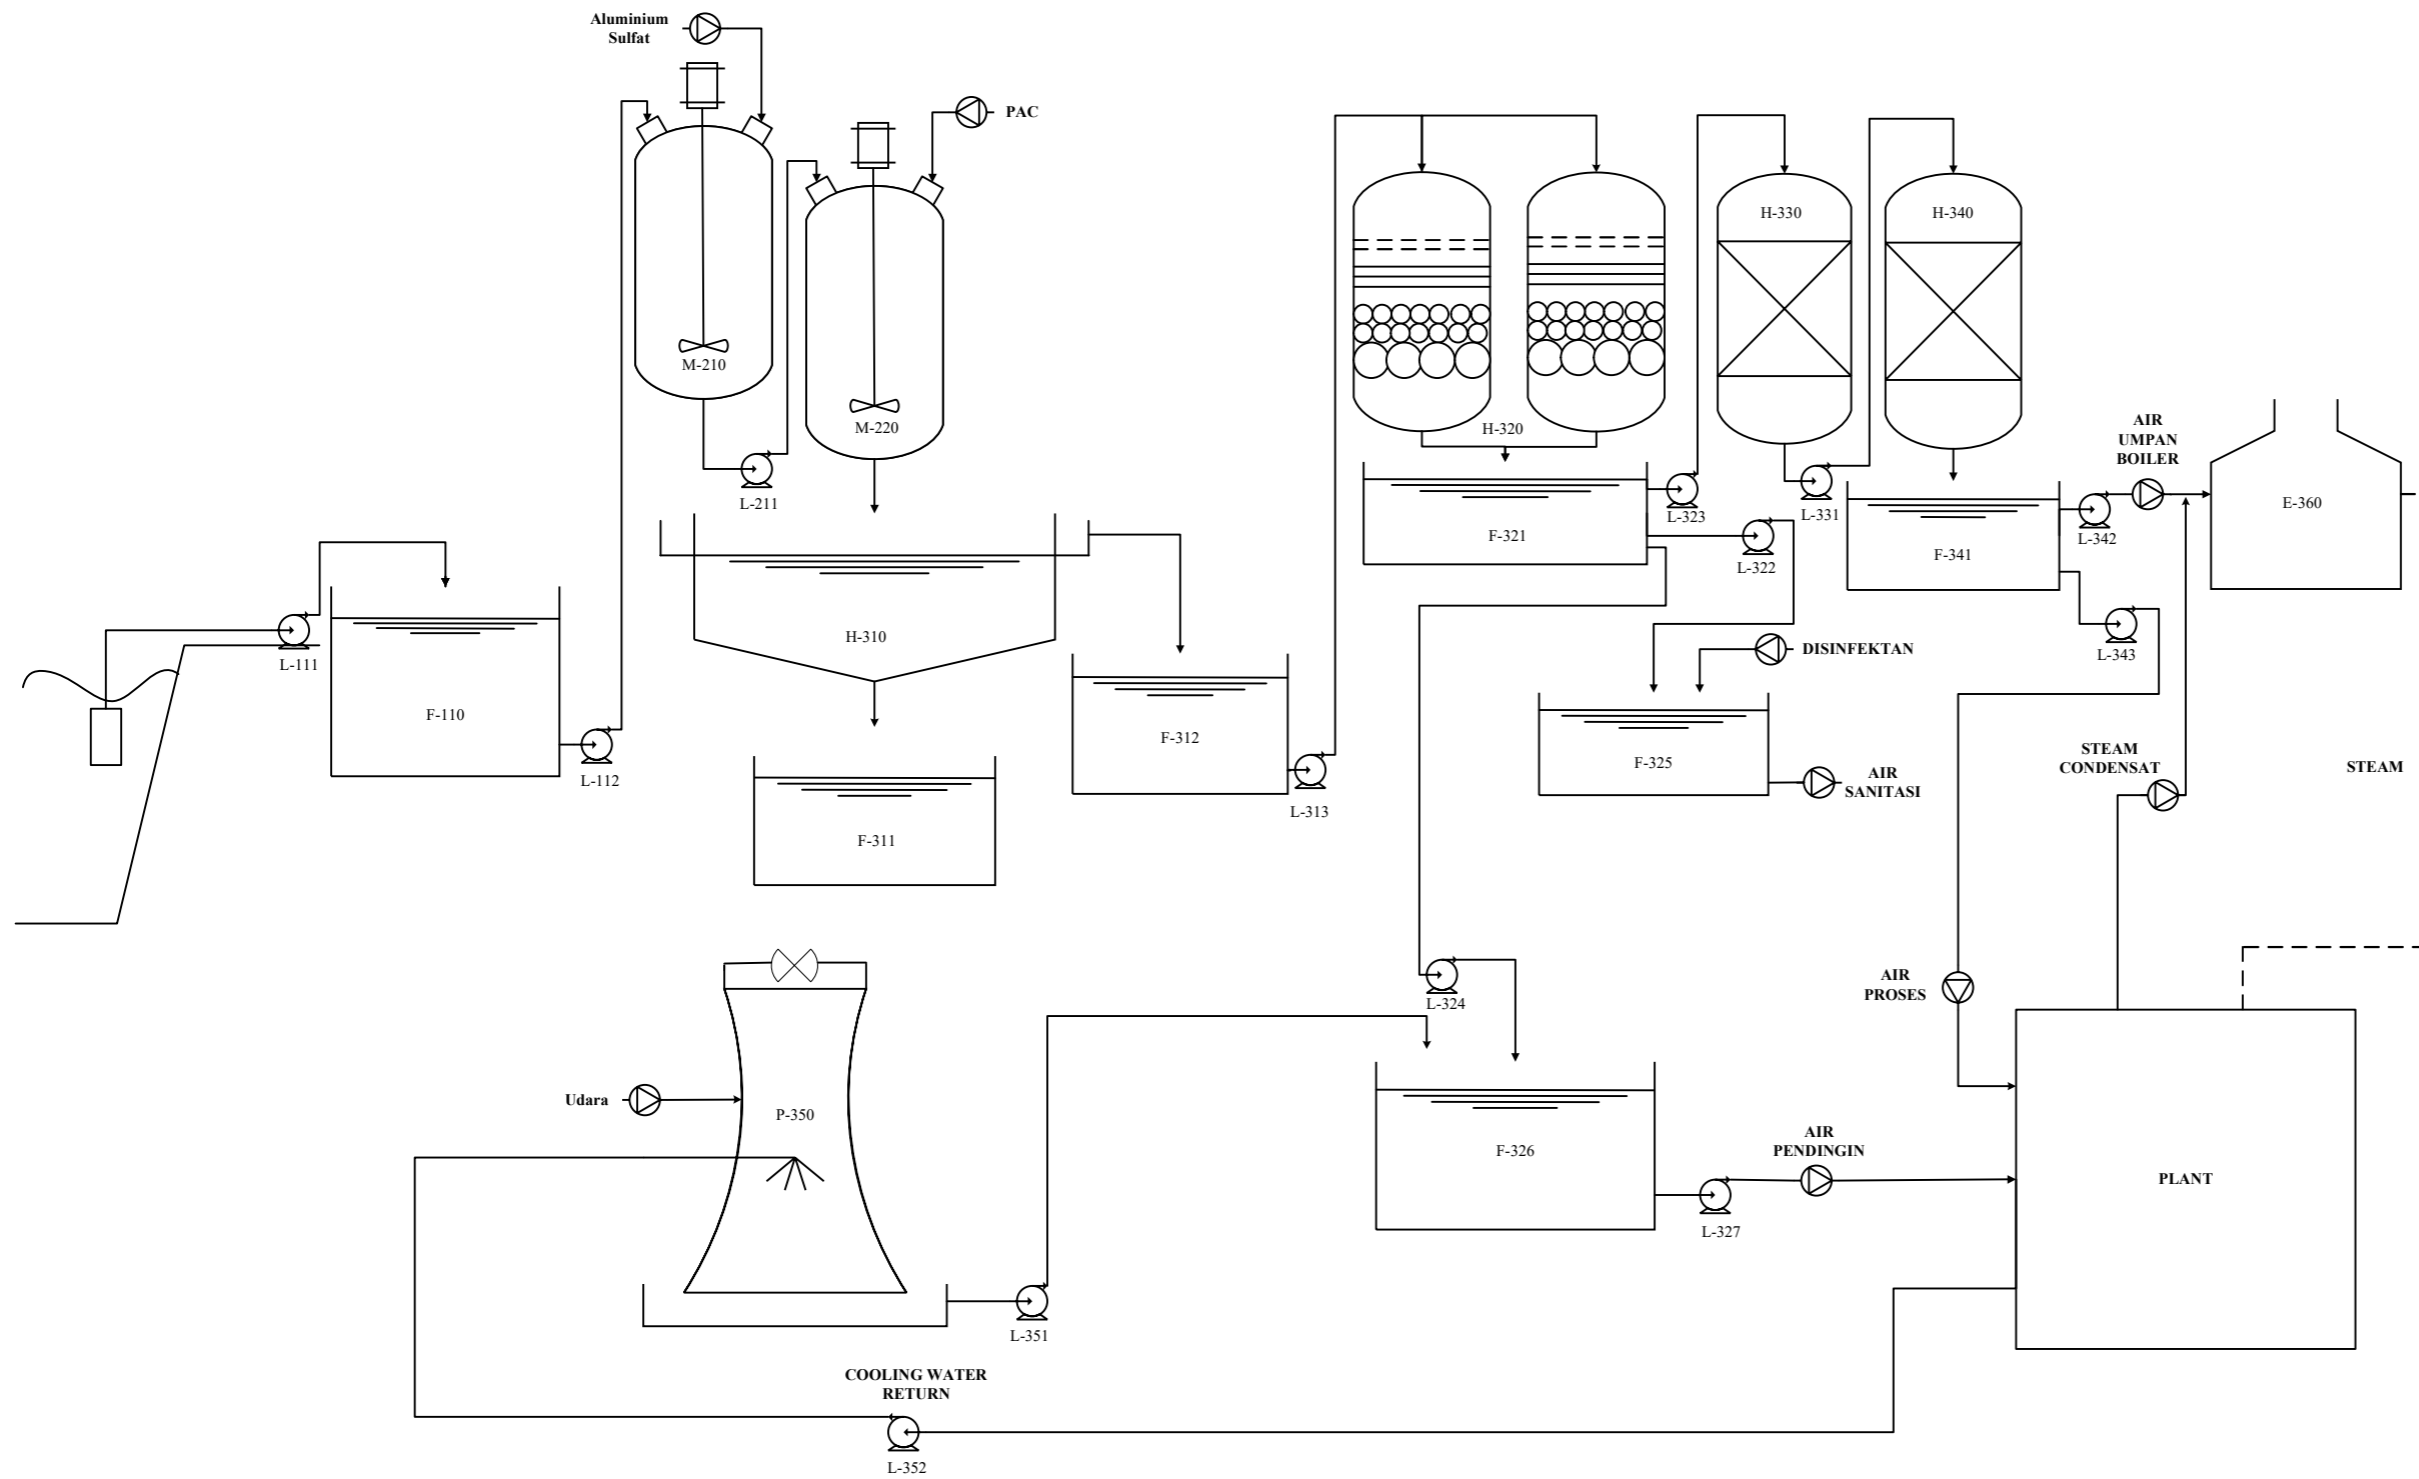 Aluminium
Sulfat
PAC
M-210
M-220
L-211
H-330
H-340
H-320
AIR
UMPAN
BOILER
L-323
L-331
E-360
F-321
L-322
L-342
F-341
L-111
H-310
DISINFEKTAN
L-343
F-110
F-312
F-325
STEAM
CONDENSAT
STEAM
L-112
L-313
AIR
SANITASI
F-311
AIR
PROSES
L-324
Udara
P-350
F-326
AIR
PENDINGIN
PLANT
L-327
L-351
COOLING WATER
RETURN
L-352